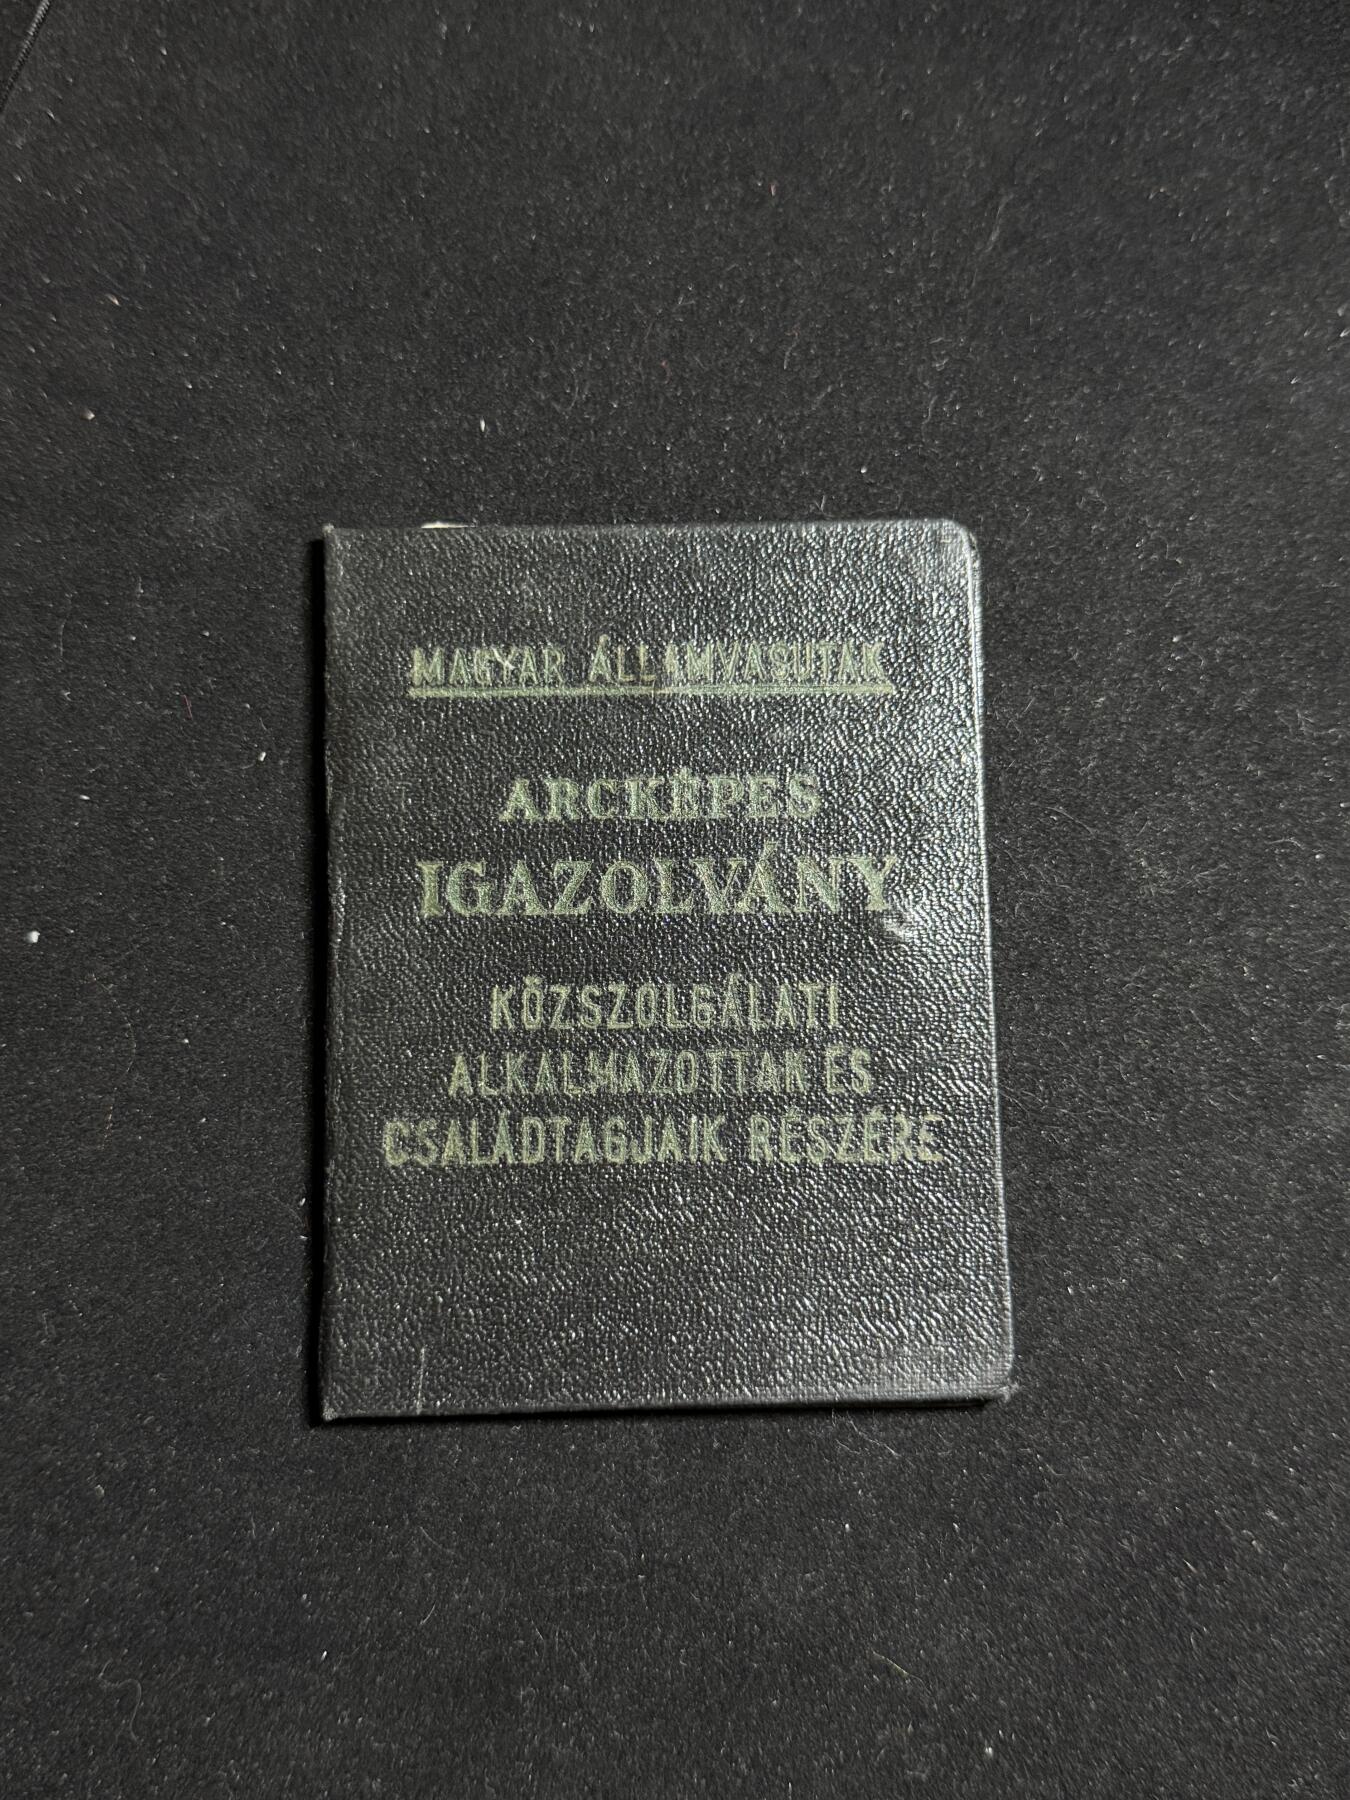 MAGYAR ÁLLAMVASUTAK
ARCKÉPES
IGAZOLVÁNY
KÖZSZOLGÁLATI
ALKALMAZOTTAK ÉS
CSALÁDTAGJAIK RÉSZÉRE